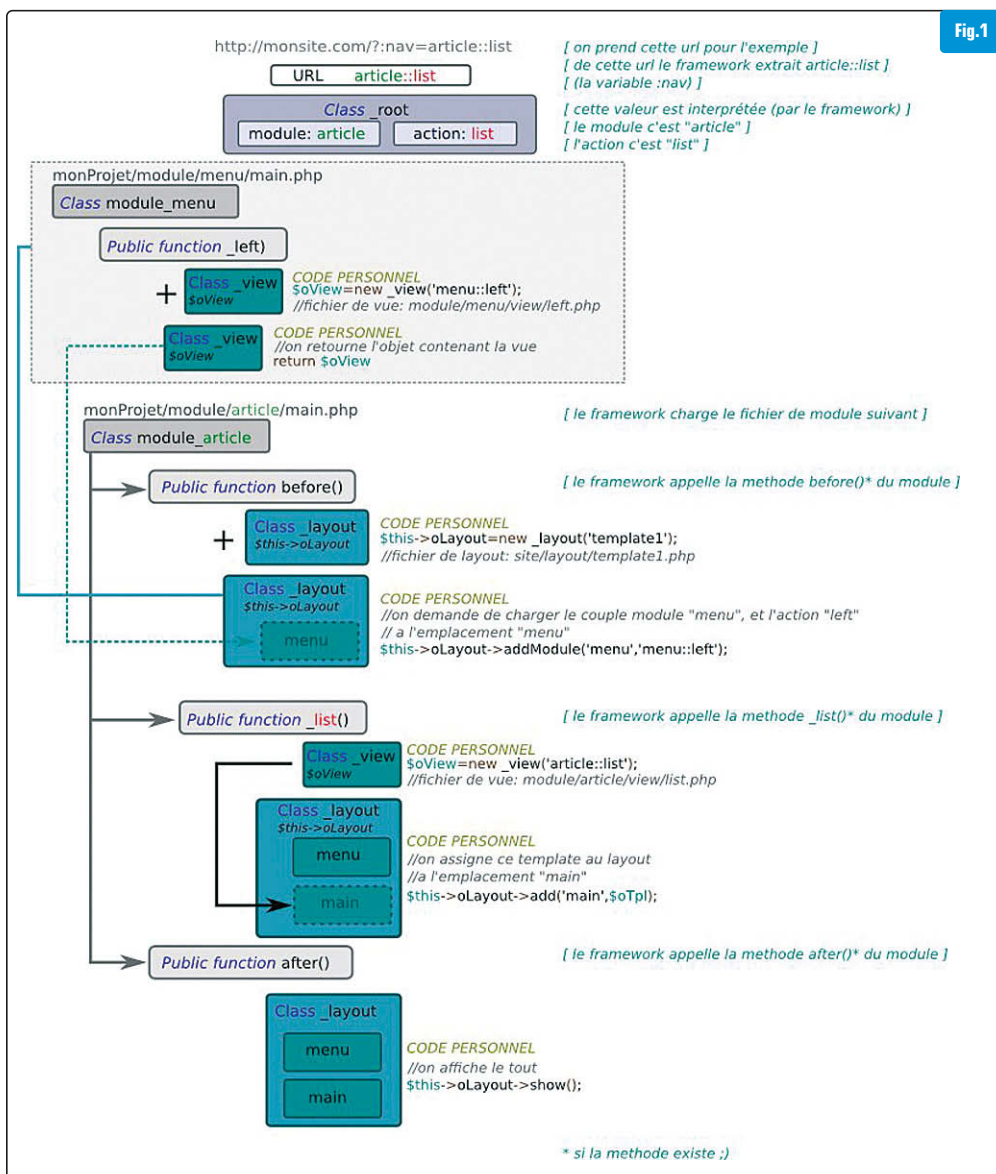 Fig.1
http://monsite.com/?:nav=article::list
[ on prend cette url pour l'exemple ]
URL article::list
[ de cette url le framework extrait article::list ]
[ (la variable :nav) ]
Class _root
[ cette valeur est interprétée (par le framework) ]
module: article action: list
[ le module c'est "article" ]
[ l'action c'est "list" ]
monProjet/module/menu/main.php
Class module_menu
Public function _left)
+
Class _view
$oView
CODE PERSONNEL
$oView=new _view('menu::left');
//fichier de vue: module/menu/view/left.php
Class _view
$oView
CODE PERSONNEL
//on retourne l'objet contenant la vue
return $oView
monProjet/module/article/main.php
[ le framework charge le fichier de module suivant ]
Class module_article
Public function before()
[ le framework appelle la methode before()* du module ]
+
Class _layout
$this->oLayout
CODE PERSONNEL
$this->oLayout=new _layout('template1');
//fichier de layout: site/layout/template1.php
Class _layout
$this->oLayout
menu
CODE PERSONNEL
//on demande de charger le couple module "menu", et l'action "left"
// a l'emplacement "menu"
$this->oLayout->addModule('menu','menu::left');
Public function _list()
[ le framework appelle la methode _list()* du module ]
Class _view
$oView
CODE PERSONNEL
$oView=new _view('article::list');
//fichier de vue: module/article/view/list.php
Class _layout
$this->oLayout
menu
main
CODE PERSONNEL
//on assigne ce template au layout
//a l'emplacement "main"
$this->oLayout->add('main',$oTpl);
Public function after()
[ le framework appelle la methode after()* du module ]
Class _layout
menu
main
CODE PERSONNEL
//on affiche le tout
$this->oLayout->show();
* si la methode existe ;)